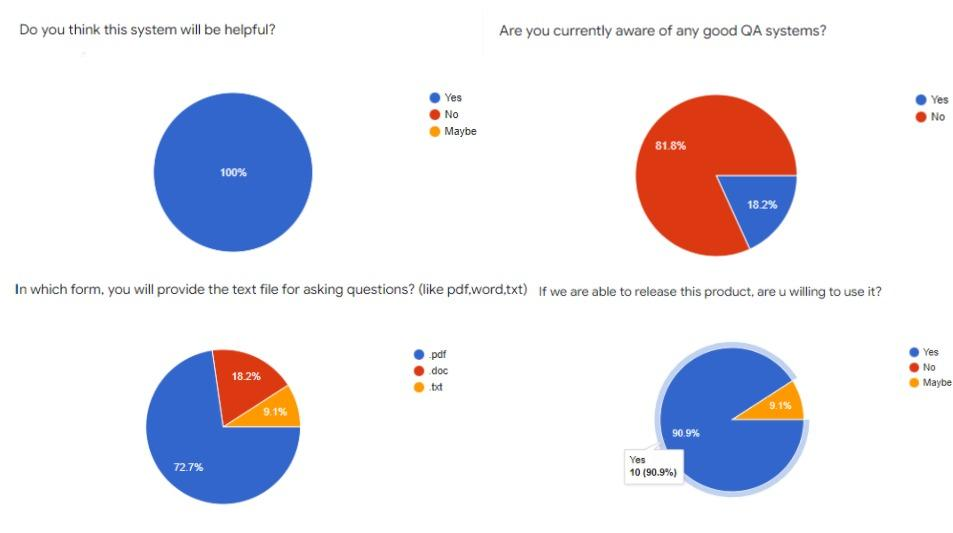 Do you think this system will be helpful?
Yes
No
Maybe
100%
Are you currently aware of any good QA systems?
Yes
No
81.8%
18.2%
In which form, you will provide the text file for asking questions? (like pdf,word,txt)
.pdf
.doc
.txt
18.2%
9.1%
72.7%
If we are able to release this product, are u willing to use it?
Yes
No
Maybe
9.1%
90.9%
Yes
10 (90.9%)